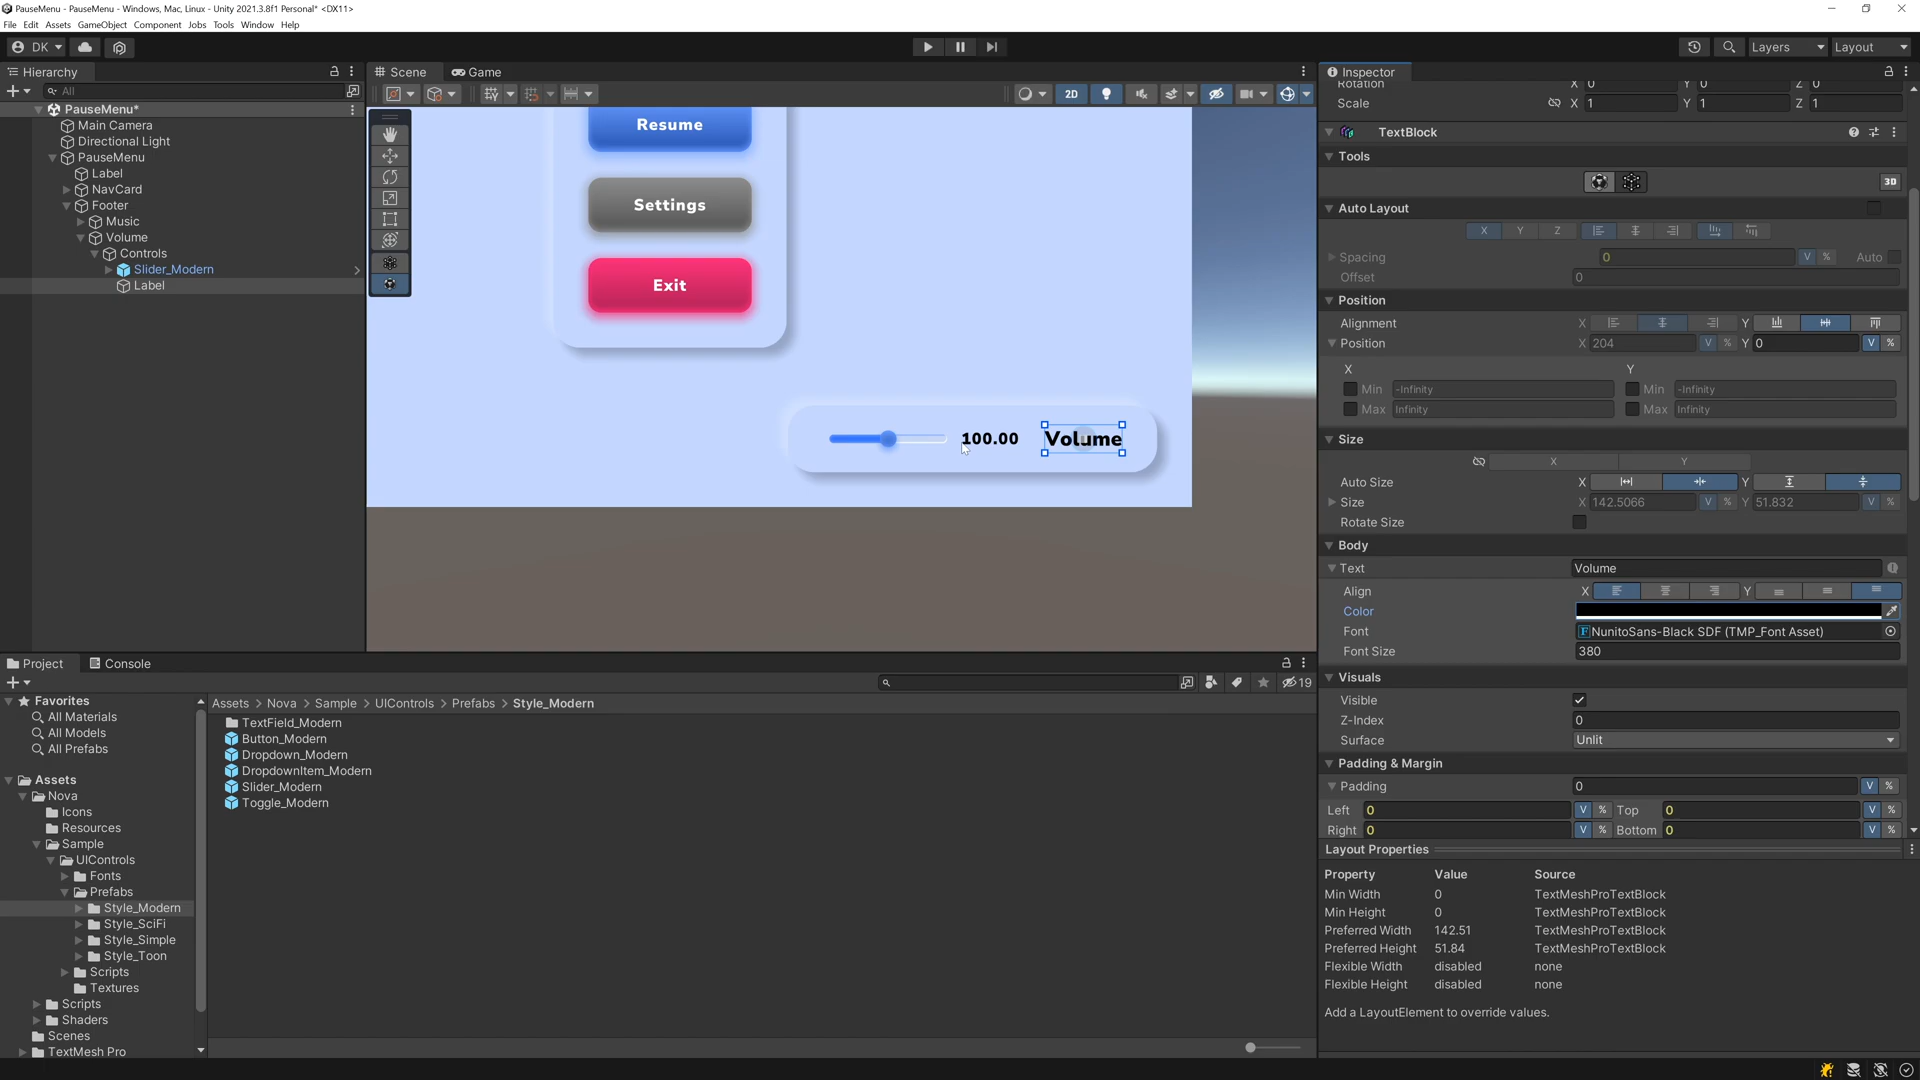 PauseMenu - PauseMenu - Windows, Mac, Linux - Unity 2021.3.8f1 Personal* <DX11>
File Edit Assets GameObject Component Jobs Tools Window Help
DK
Layers
Layout
Hierarchy
All
PauseMenu*
Main Camera
Directional Light
PauseMenu
Label
NavCard
Footer
Music
Volume
Controls
Slider_Modern
Label
Scene
Game
2D
Resume
Settings
Exit
100.00
Volume
Inspector
Rotation X 0 Y 0 Z 0
Scale X 1 Y 1 Z 1
TextBlock
Tools
3D
Auto Layout
X Y Z
Spacing 0 V % Auto
Offset 0
Position
Alignment X Y
Position X 204 V % Y 0 V %
X Y
Min -Infinity Min -Infinity
Max Infinity Max Infinity
Size
X Y
Auto Size X Y
Size X 142.5066 V % Y 51.832 V %
Rotate Size
Body
Text Volume
Align X Y
Color
Font F NunitoSans-Black SDF (TMP_Font Asset)
Font Size 380
Visuals
Visible
Z-Index 0
Surface Unlit
Padding & Margin
Padding 0 V %
Left 0 V % Top 0 V %
Right 0 V % Bottom 0 V %
Layout Properties
Property Value Source
Min Width 0 TextMeshProTextBlock
Min Height 0 TextMeshProTextBlock
Preferred Width 142.51 TextMeshProTextBlock
Preferred Height 51.84 TextMeshProTextBlock
Flexible Width disabled none
Flexible Height disabled none
Add a LayoutElement to override values.
Project
Console
19
Favorites
All Materials
All Models
All Prefabs
Assets
Nova
Icons
Resources
Sample
UIControls
Fonts
Prefabs
Style_Modern
Style_SciFi
Style_Simple
Style_Toon
Scripts
Textures
Scripts
Shaders
Scenes
TextMesh Pro
Assets > Nova > Sample > UIControls > Prefabs > Style_Modern
TextField_Modern
Button_Modern
Dropdown_Modern
DropdownItem_Modern
Slider_Modern
Toggle_Modern